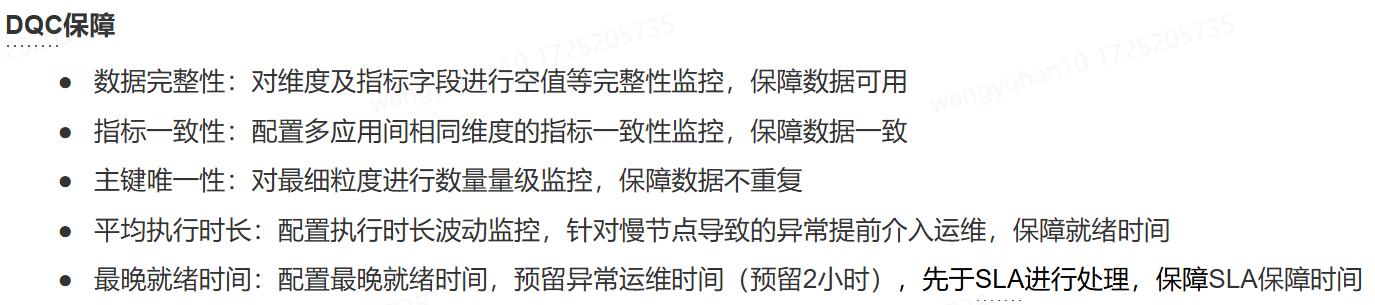 DQC保障
● 数据完整性：对维度及指标字段进行空值等完整性监控，保障数据可用
● 指标一致性：配置多应用间相同维度的指标一致性监控，保障数据一致
● 主键唯一性：对最细粒度进行数量量级监控，保障数据不重复
● 平均执行时长：配置执行时长波动监控，针对慢节点导致的异常提前介入运维，保障就绪时间
● 最晚就绪时间：配置最晚就绪时间，预留异常运维时间（预留2小时），先于SLA进行处理，保障SLA保障时间
wangyuhan10 1725205735
wangyuhan10 1725205735